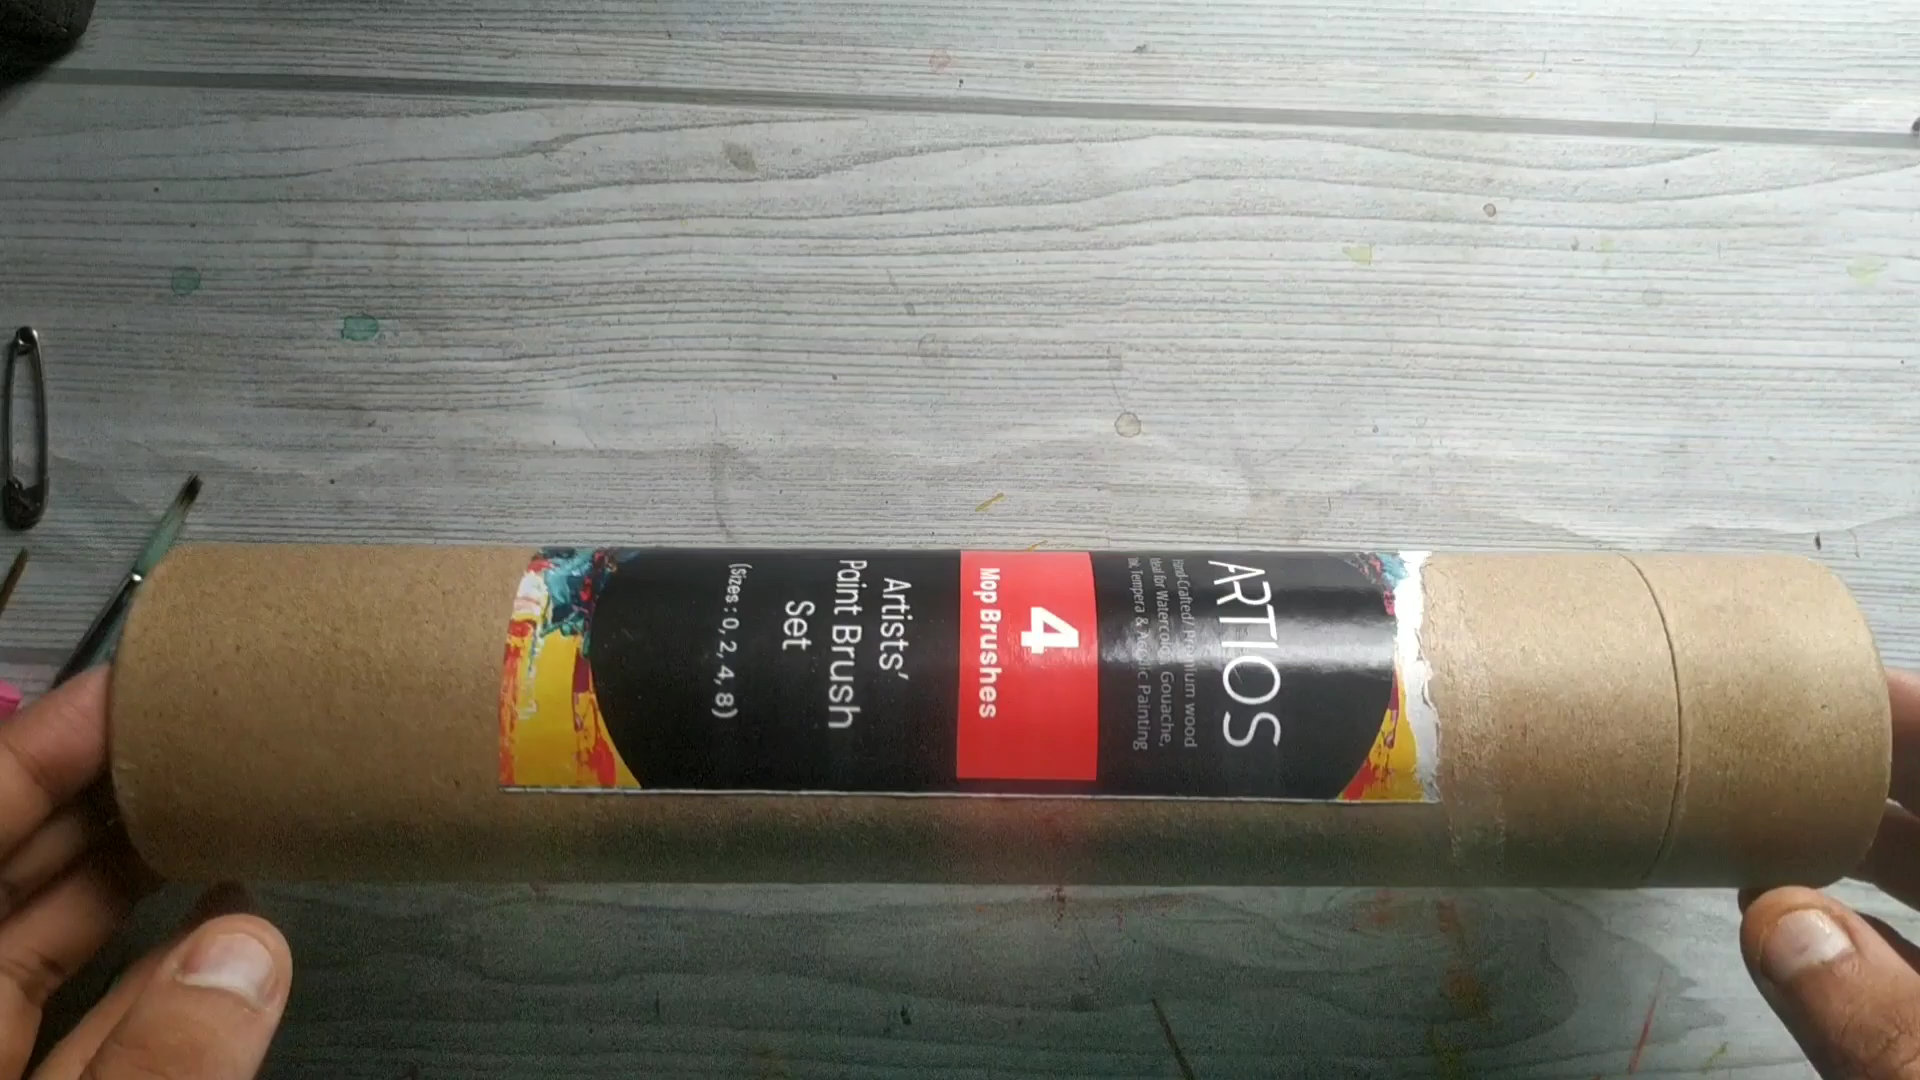 ARTIOS
Hand-Crafted/ Premium wood
Ideal for Watercolor, Gouache,
Ink, Tempera & Acrylic Painting
4
Mop Brushes
Artists'
Paint Brush
Set
(Sizes : 0, 2, 4, 8)